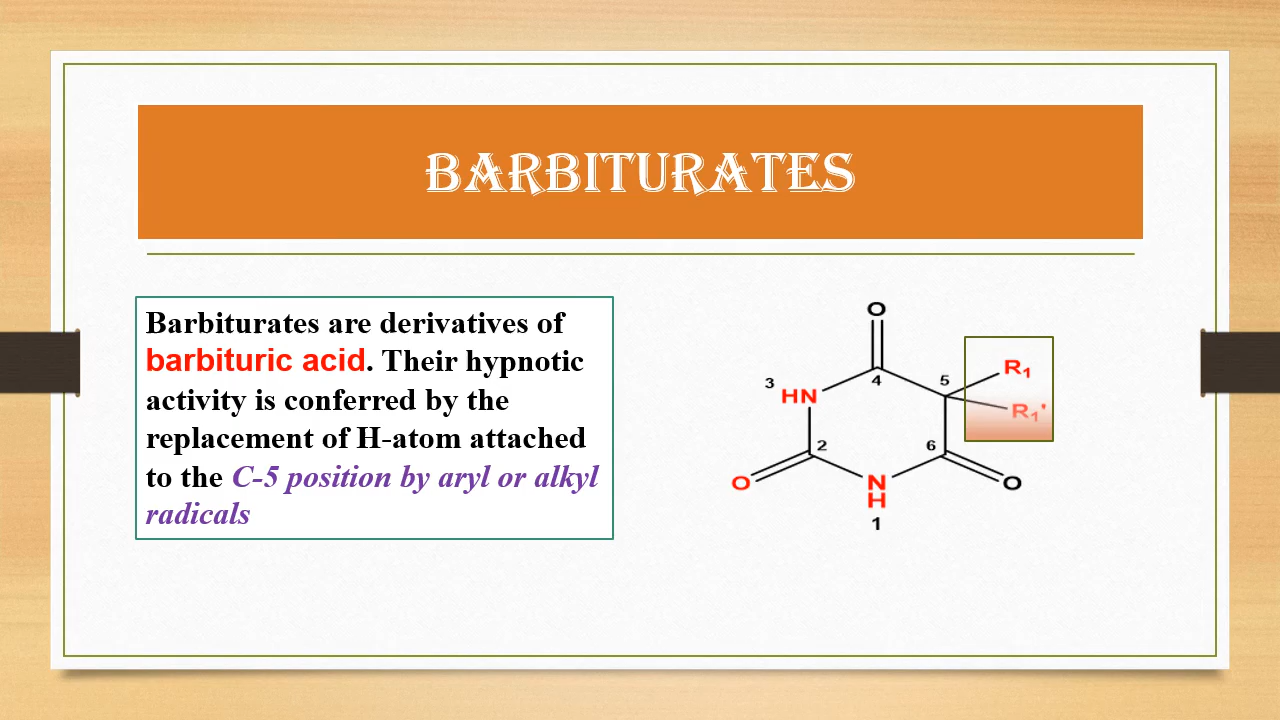 BARBITURATES
Barbiturates are derivatives of
barbituric acid. Their hypnotic
activity is conferred by the
replacement of H-atom attached
to the C-5 position by aryl or alkyl
radicals
O
R₁
3
4
5
HN
R₁'
2
6
O
N
O
H
1